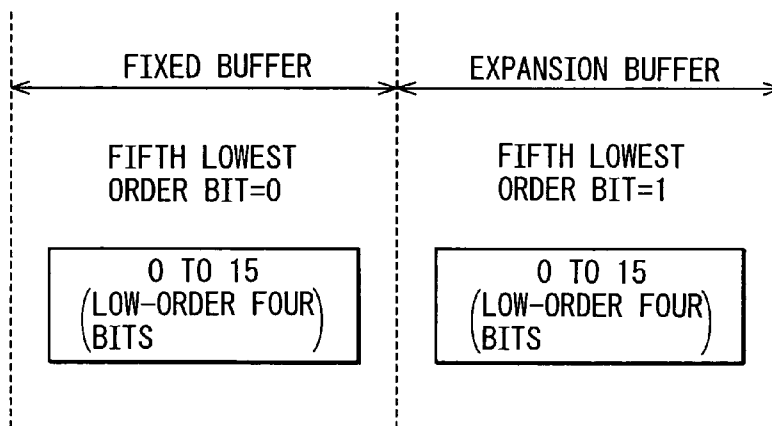 FIXED BUFFER
EXPANSION BUFFER
FIFTH LOWEST
ORDER BIT=0
FIFTH LOWEST
ORDER BIT=1
0 TO 15
(LOW-ORDER FOUR
BITS)
0 TO 15
(LOW-ORDER FOUR
BITS)